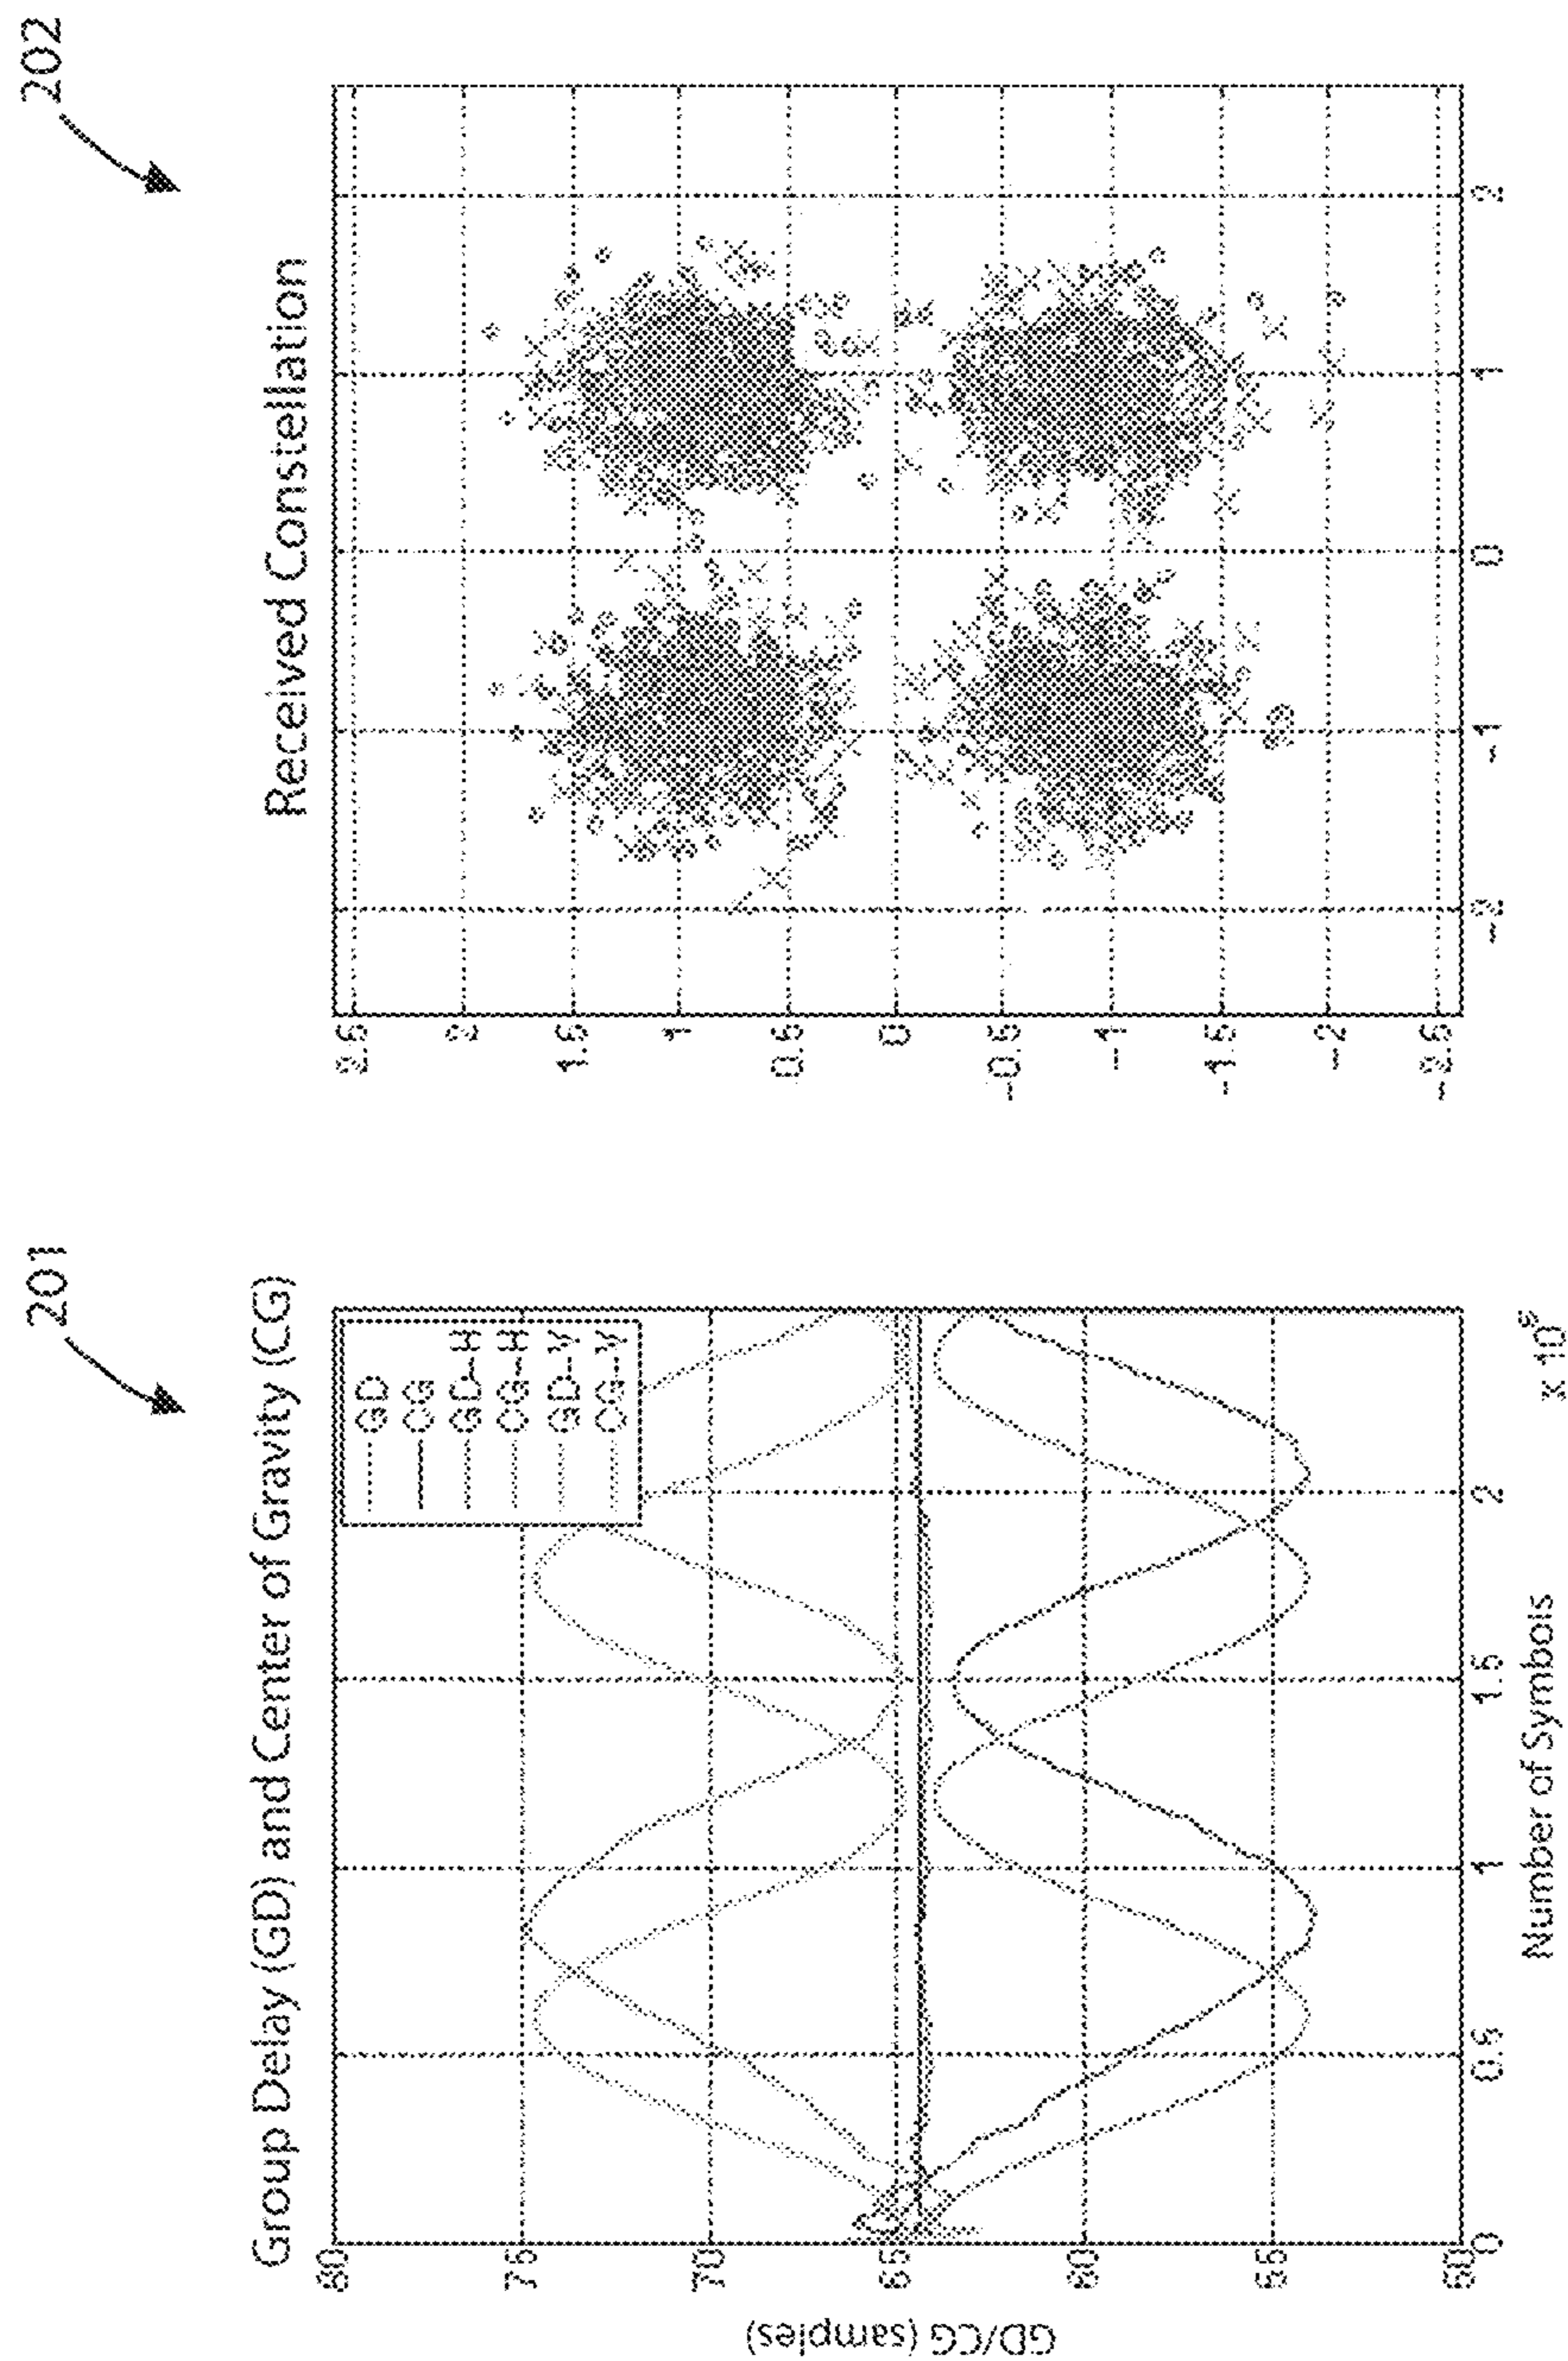 201
Group Delay (GD) and Center of Gravity (CG)
GD
CG
GD-H
CG-H
GD-V
CG-V
GD/CG (samples)
80
75
70
65
60
55
50
0
0.5
1
1.5
2
x 10⁵
Number of Symbols
202
Received Constellation
2.5
2
1.5
1
0.5
0
-0.5
-1
-1.5
-2
-2.5
-2
-1
0
1
2